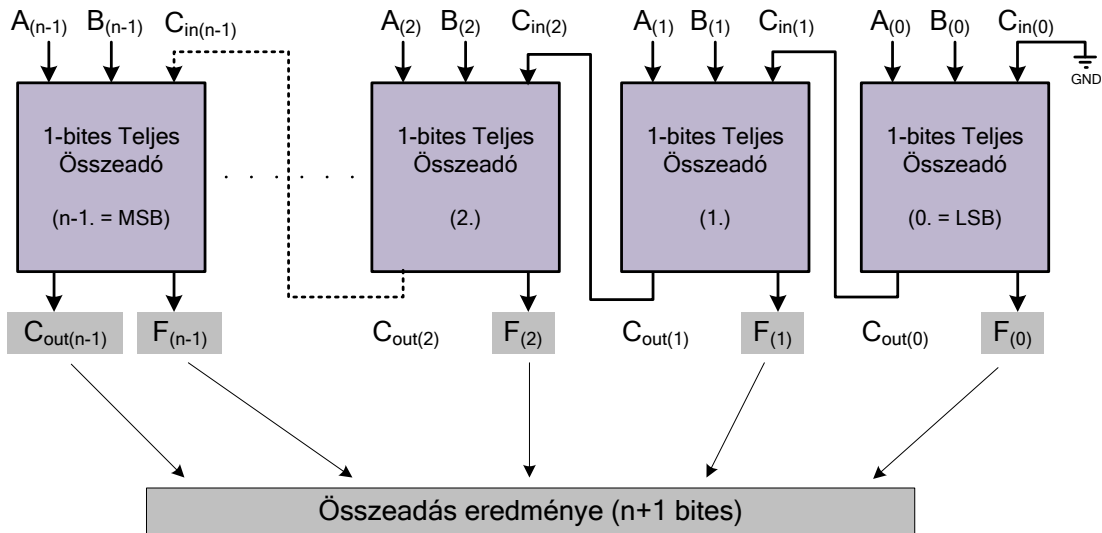 A(n-1) B(n-1) Cin(n-1) A(2) B(2) Cin(2) A(1) B(1) Cin(1) A(0) B(0) Cin(0)
GND
1-bites Teljes
Összeadó
(n-1. = MSB)
. . . . . . .
1-bites Teljes
Összeadó
(2.)
1-bites Teljes
Összeadó
(1.)
1-bites Teljes
Összeadó
(0. = LSB)
Cout(n-1) F(n-1) Cout(2) F(2) Cout(1) F(1) Cout(0) F(0)
Összeadás eredménye (n+1 bites)